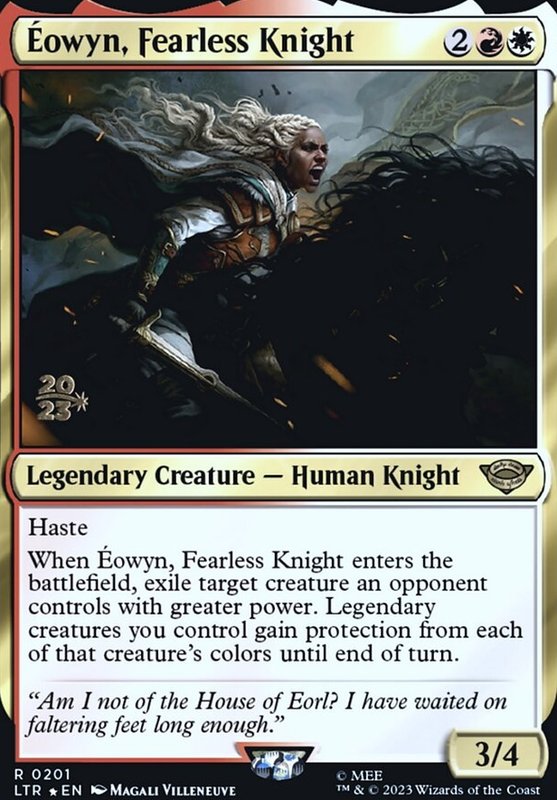 Éowyn, Fearless Knight 2
20
23
Legendary Creature — Human Knight
Haste
When Éowyn, Fearless Knight enters the
battlefield, exile target creature an opponent
controls with greater power. Legendary
creatures you control gain protection from each
of that creature's colors until end of turn.
“Am I not of the House of Eorl? I have waited on
faltering feet long enough.”
3/4
R 0201
LTR ★ EN MAGALI VILLENEUVE
© MEE
™ & © 2023 Wizards of the Coast